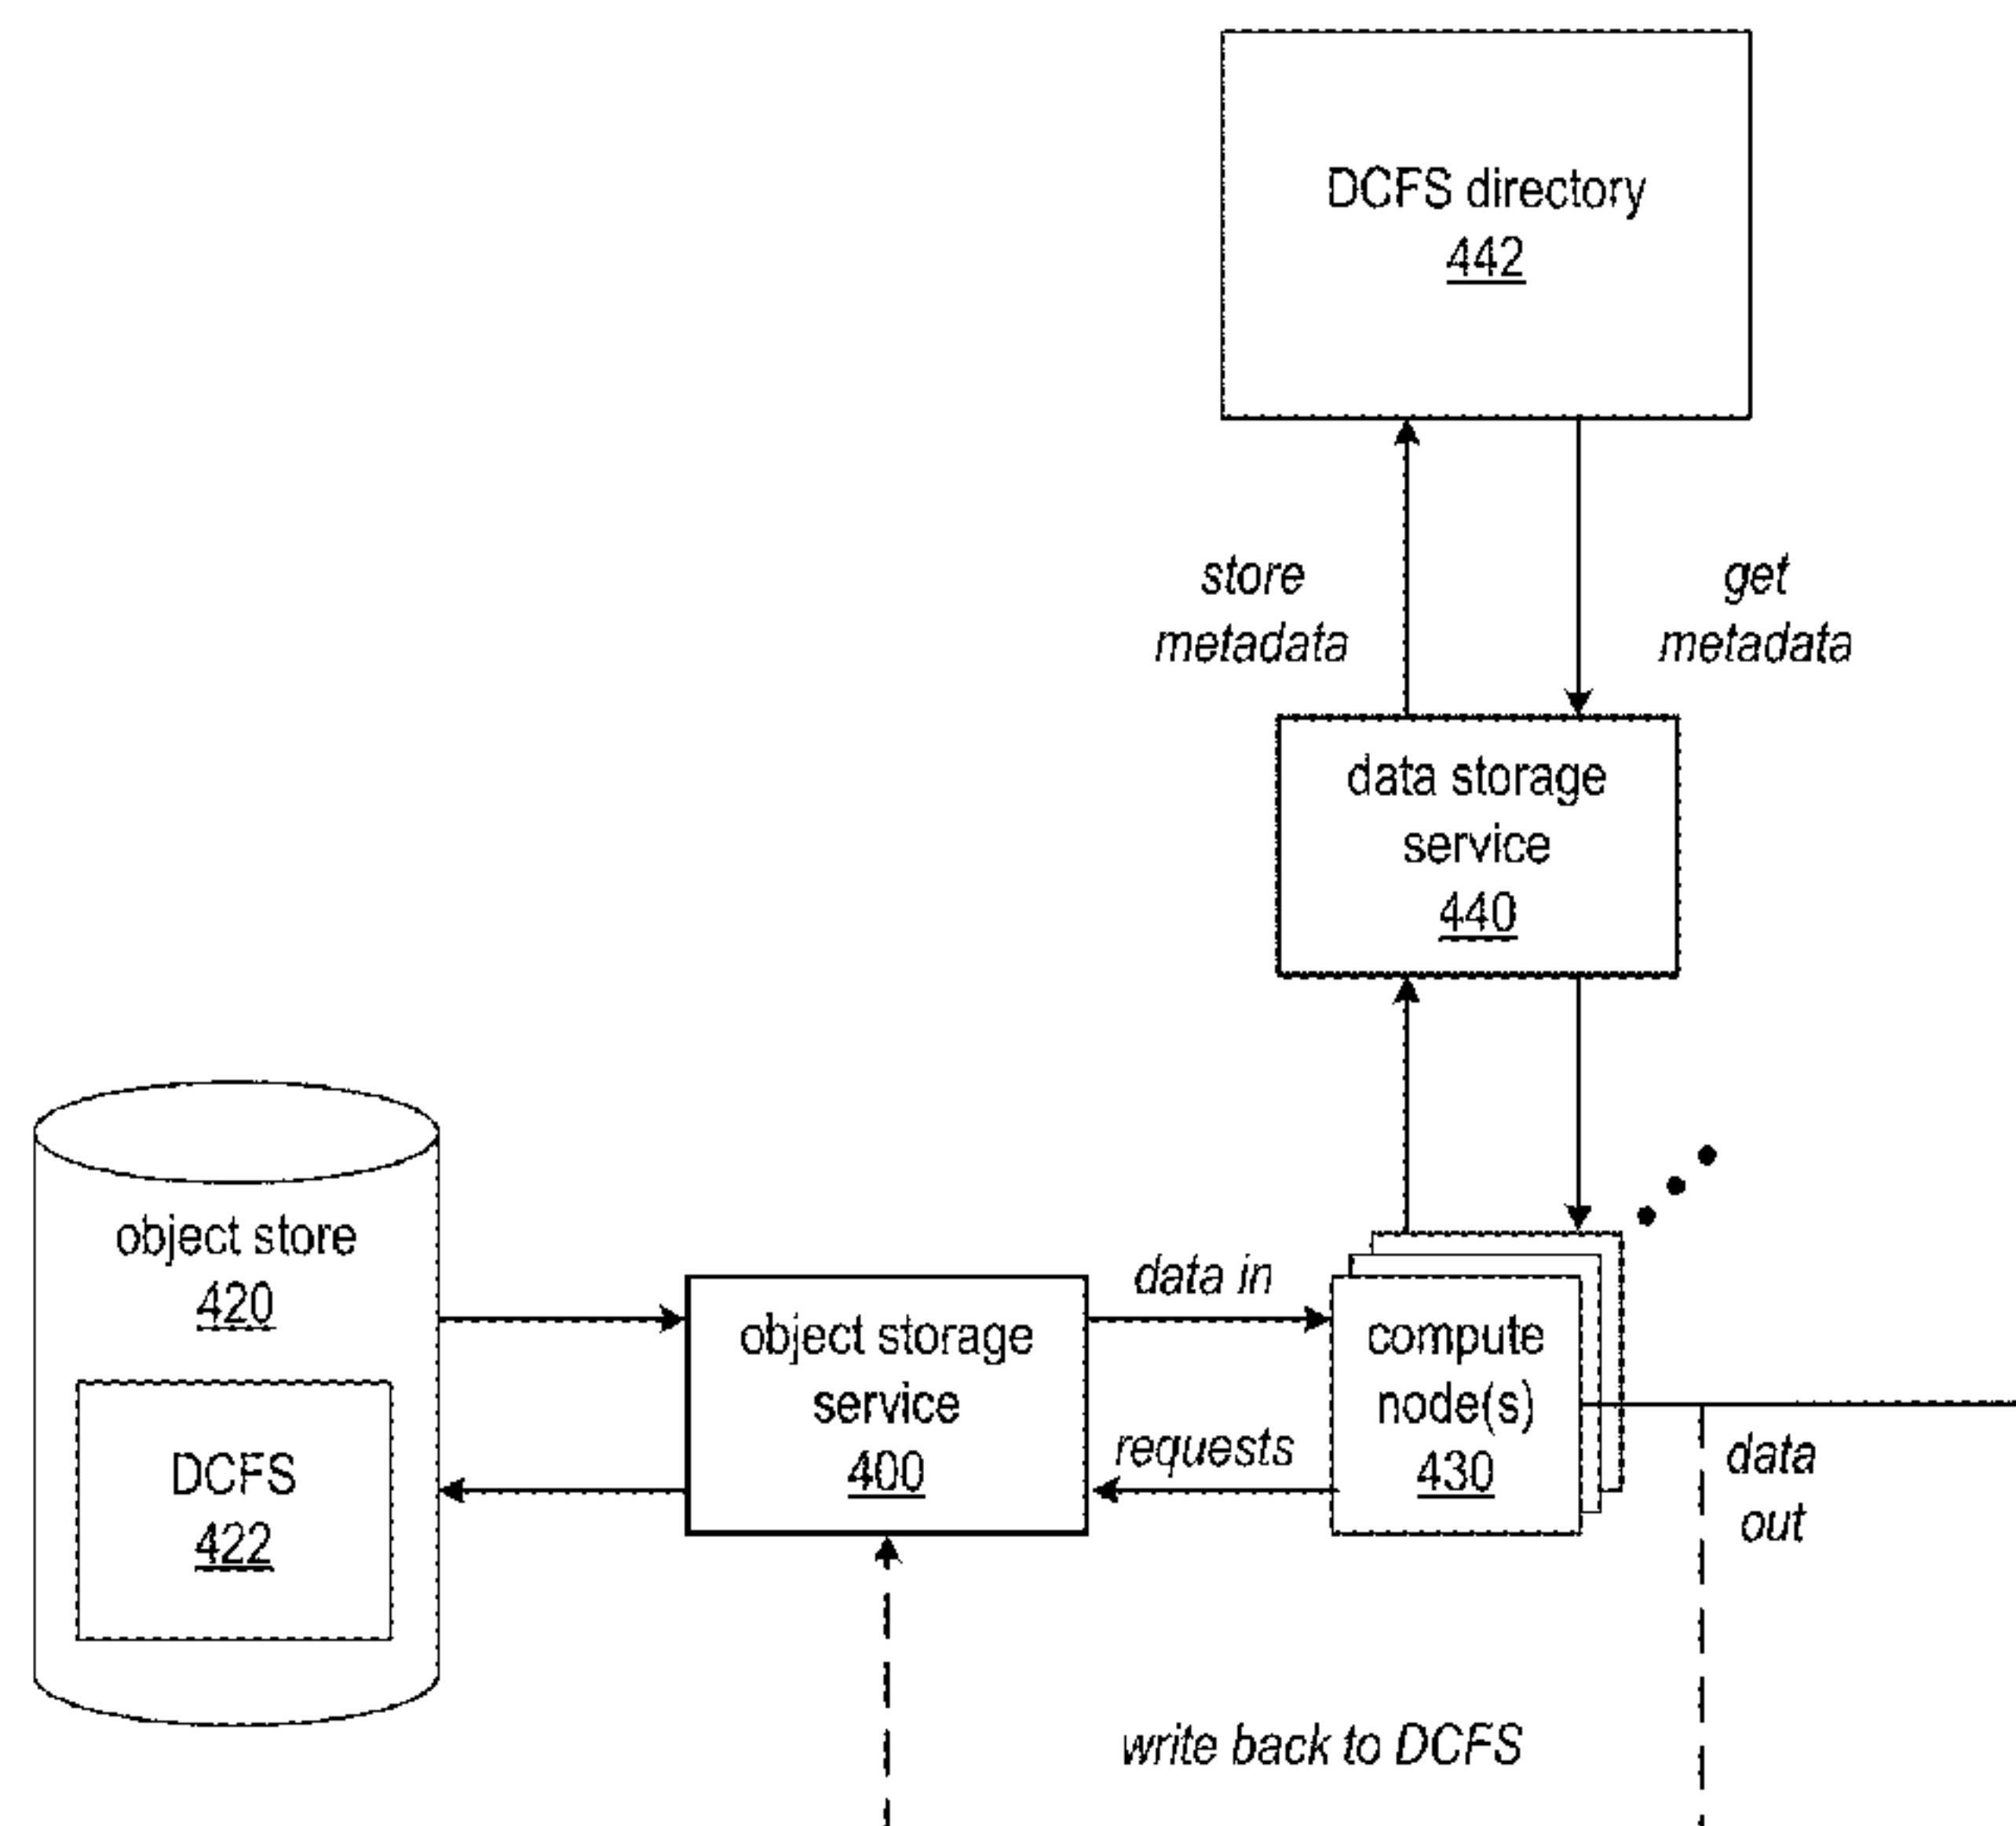 DCFS directory
442
store
metadata
get
metadata
data storage
service
440
object store
420
DCFS
422
object storage
service
400
data in
requests
compute
node(s)
430
data
out
write back to DCFS